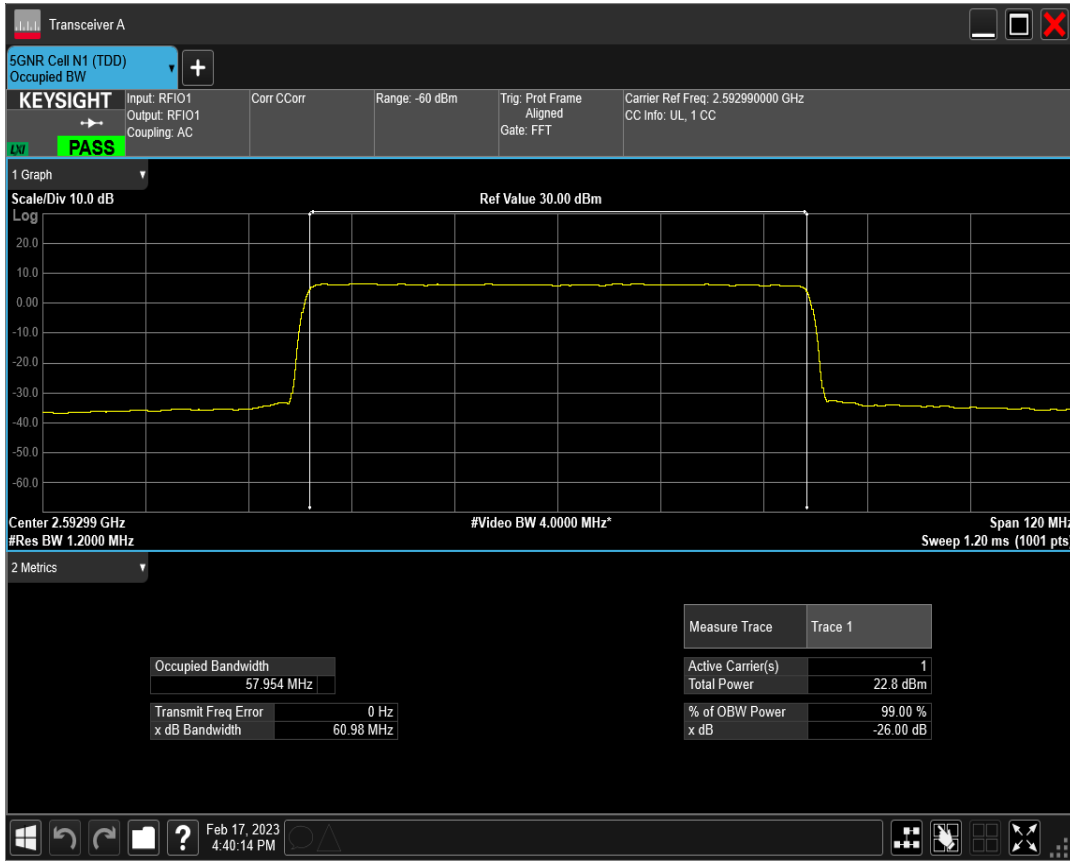 Transceiver A
5GNR Cell N1 (TDD)
Occupied BW
+
KEYSIGHT
LXI
PASS
Input: RFIO1
Output: RFIO1
Coupling: AC
Corr CCorr
Range: -60 dBm
Trig: Prot Frame
Aligned
Gate: FFT
Carrier Ref Freq: 2.592990000 GHz
CC Info: UL, 1 CC
1 Graph
Scale/Div 10.0 dB
Ref Value 30.00 dBm
Log
20.0
10.0
0.00
-10.0
-20.0
-30.0
-40.0
-50.0
-60.0
Center 2.59299 GHz
#Video BW 4.0000 MHz*
Span 120 MHz
#Res BW 1.2000 MHz
Sweep 1.20 ms (1001 pts)
2 Metrics
Measure Trace Trace 1
Occupied Bandwidth
57.954 MHz
Active Carrier(s) 1
Total Power 22.8 dBm
Transmit Freq Error 0 Hz
x dB Bandwidth 60.98 MHz
% of OBW Power 99.00 %
x dB -26.00 dB
?
Feb 17, 2023
4:40:14 PM